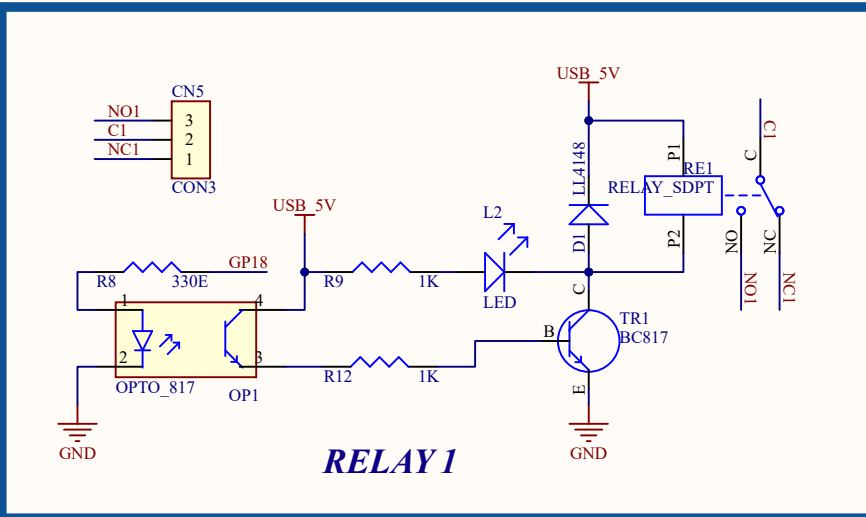 CN5
NO1
3
C1
2
NC1
1
CON3
USB_5V
LL4148
D1
P1
RE1
RELAY_SDPT
P2
C1
C
NO
NC
NO1
NC1
USB_5V
L2
LED
GP18
R8
330E
R9
1K
1
4
2
3
OPTO_817
OP1
R12
1K
C
B
E
TR1
BC817
GND
GND
RELAY 1